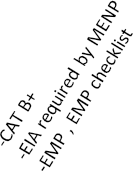 -CAT B+
-EIA required by MENP
-EMP , EMP checklist